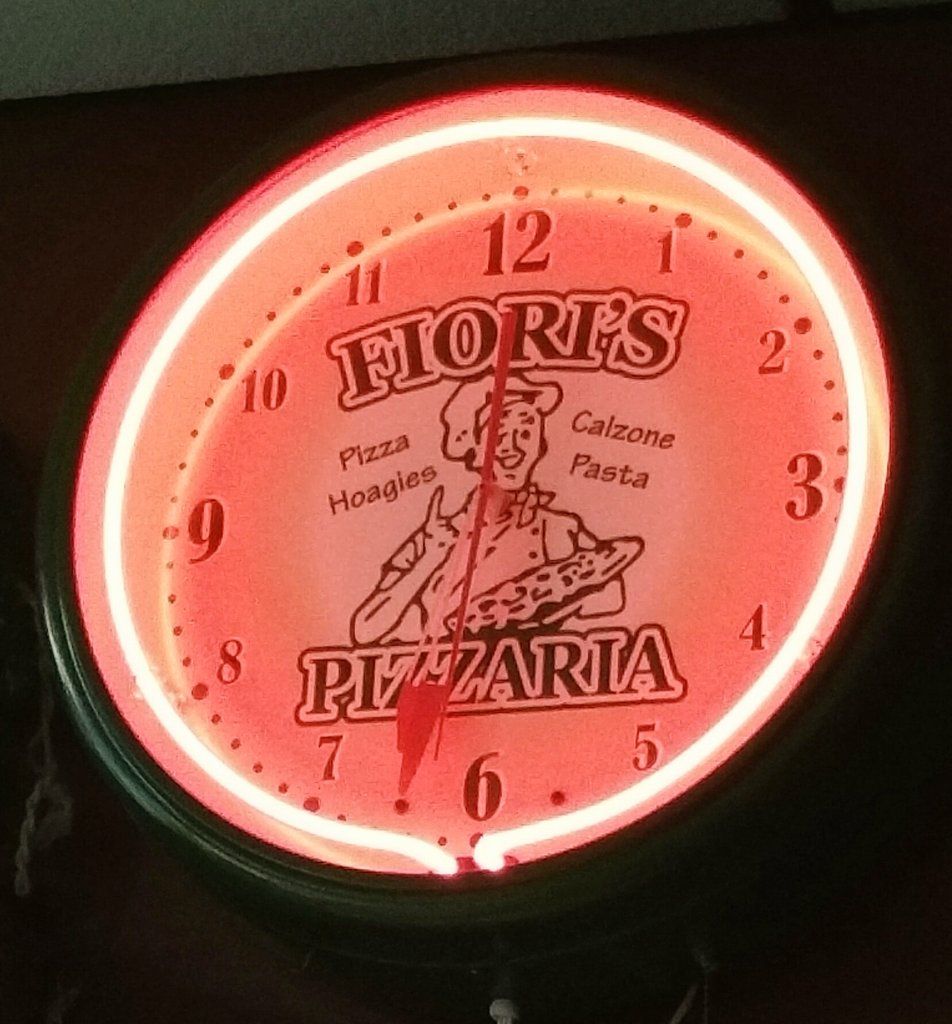 12
11
1
FIORI'S
10
2
Pizza
Calzone
Hoagies
Pasta
9
3
8
4
PIZZARIA
7
5
6